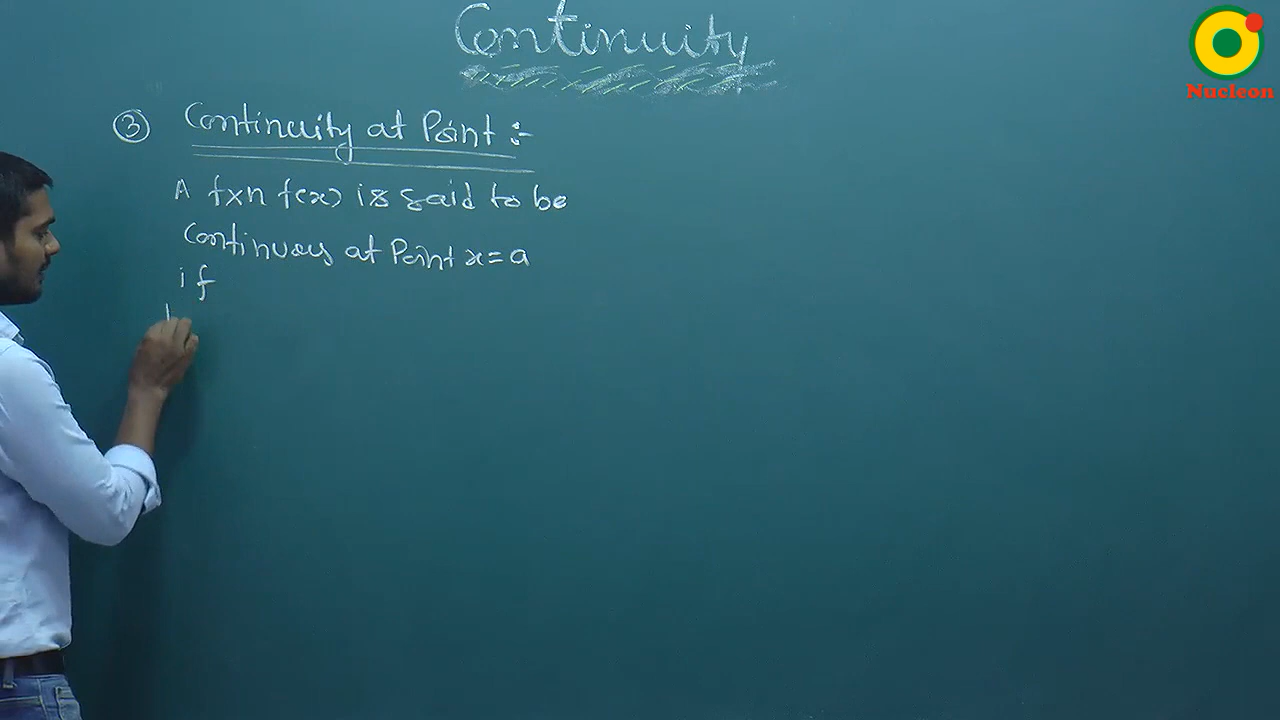 Continuity
Nucleon
③ Continuity at Point :-
A fxn f(x) is said to be
Continuous at Point x = a
if